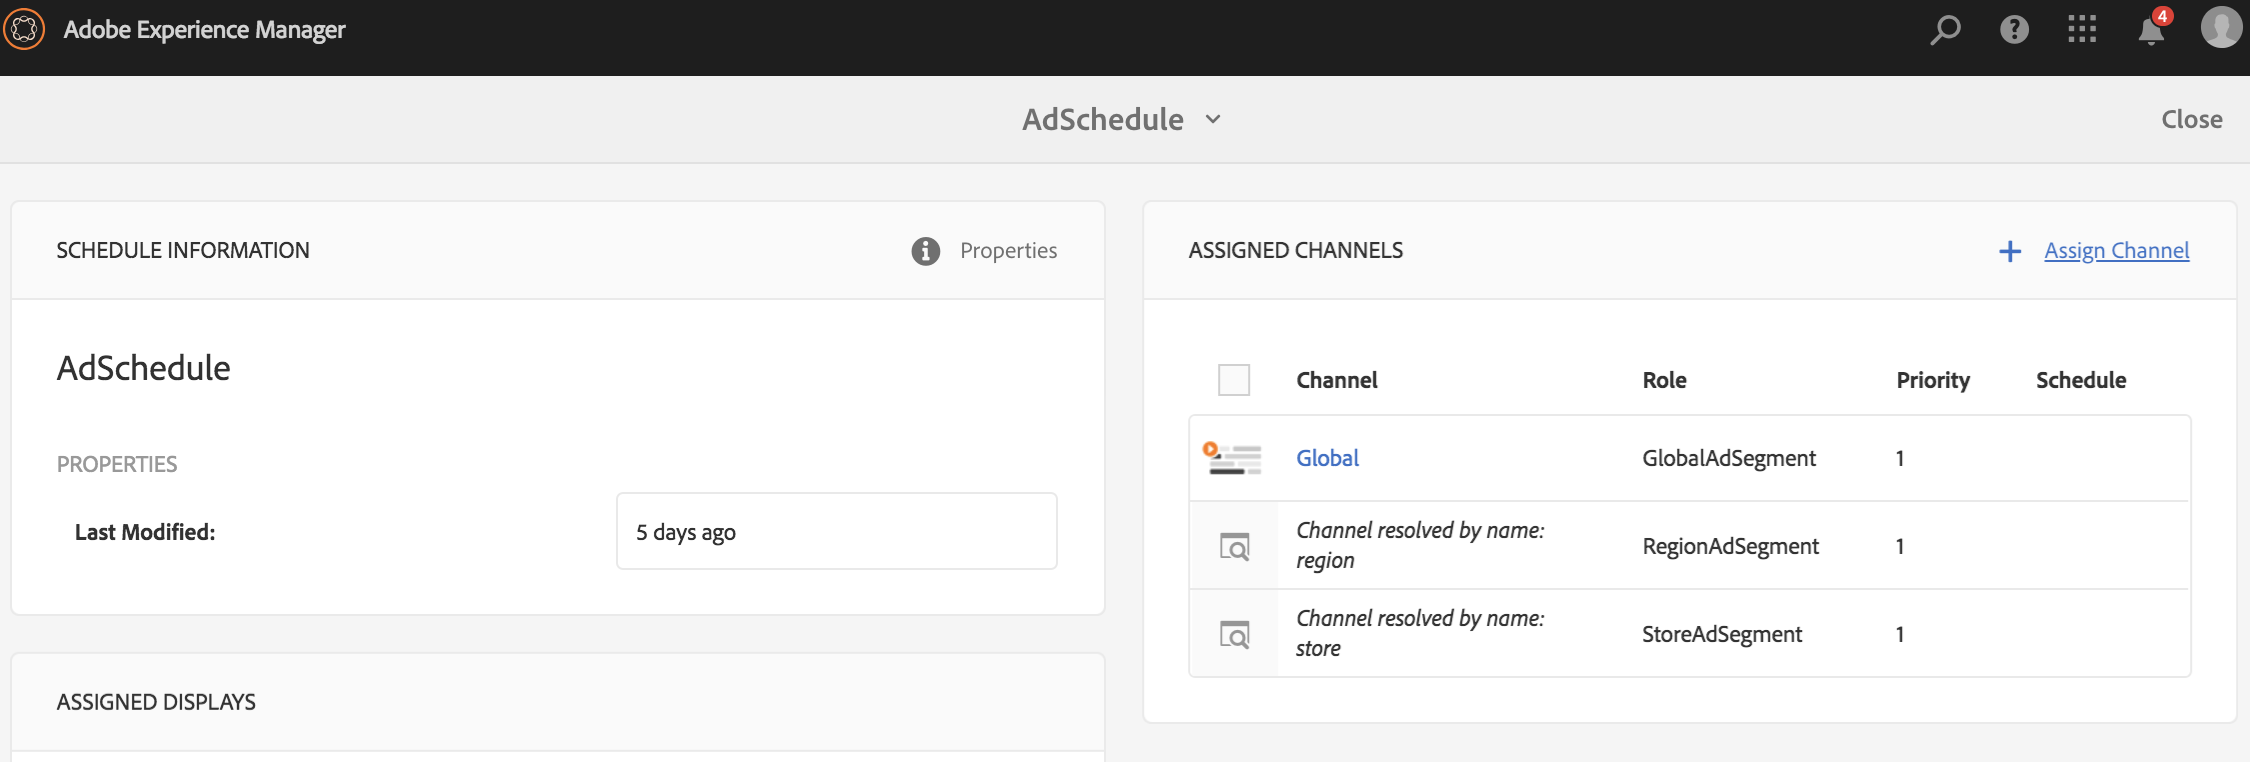 Adobe Experience Manager
4
AdSchedule
Close
SCHEDULE INFORMATION
Properties
AdSchedule
PROPERTIES
Last Modified:
5 days ago
ASSIGNED DISPLAYS
ASSIGNED CHANNELS
+ Assign Channel
Channel Role Priority Schedule
Global GlobalAdSegment 1
Channel resolved by name:
region
RegionAdSegment 1
Channel resolved by name:
store
StoreAdSegment 1